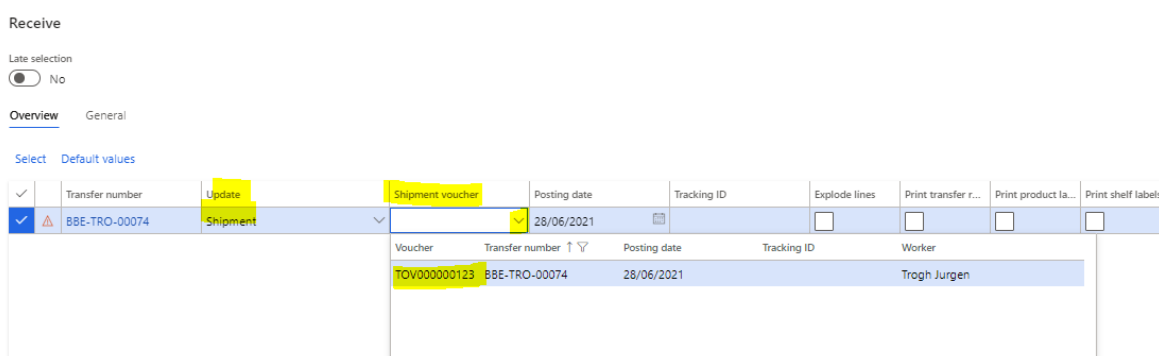 Receive
Late selection
No
Overview General
Select Default values
Transfer number Update Shipment voucher Posting date Tracking ID Explode lines Print transfer r... Print product la... Print shelf labels
BBE-TRO-00074 Shipment 28/06/2021
Voucher Transfer number Posting date Tracking ID Worker
TOV000000123 BBE-TRO-00074 28/06/2021 Trogh Jurgen